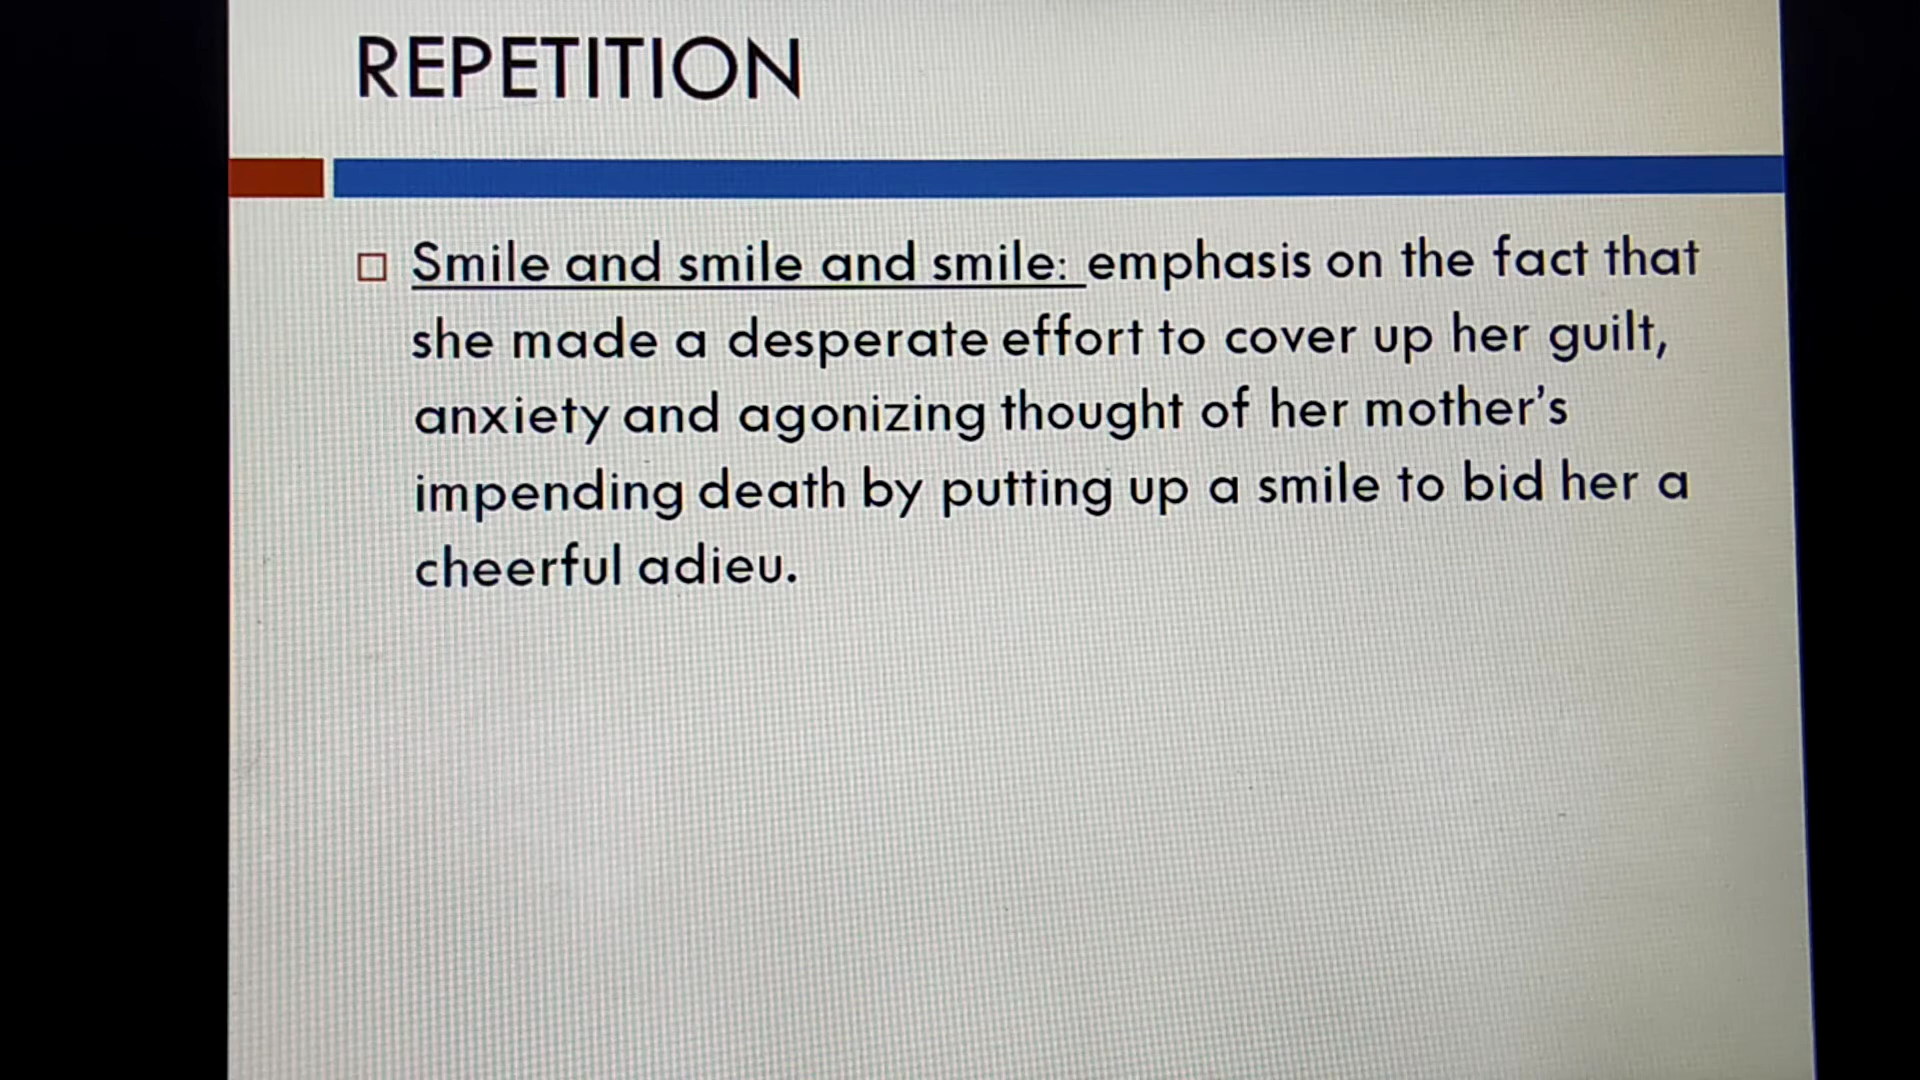 REPETITION
Smile and smile and smile: emphasis on the fact that
she made a desperate effort to cover up her guilt,
anxiety and agonizing thought of her mother's
impending death by putting up a smile to bid her a
cheerful adieu.